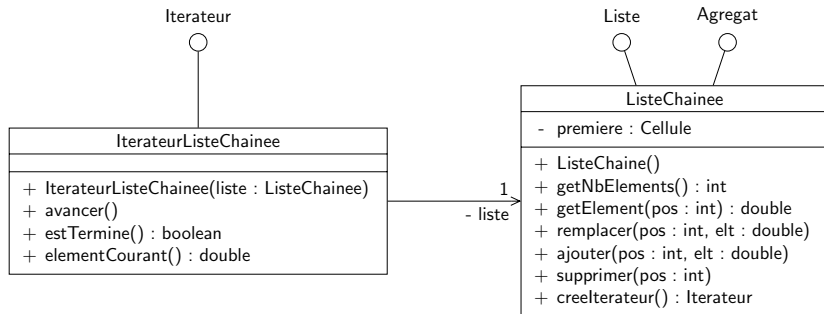 Iterateur
Liste
Agregat
IterateurListeChainee
+ IterateurListeChainee(liste : ListeChainee)
+ avancer()
+ estTermine() : boolean
+ elementCourant() : double
1
- liste
ListeChainee
- premiere : Cellule
+ ListeChaine()
+ getNbElements() : int
+ getElement(pos : int) : double
+ remplacer(pos : int, elt : double)
+ ajouter(pos : int, elt : double)
+ supprimer(pos : int)
+ creeIterateur() : Iterateur